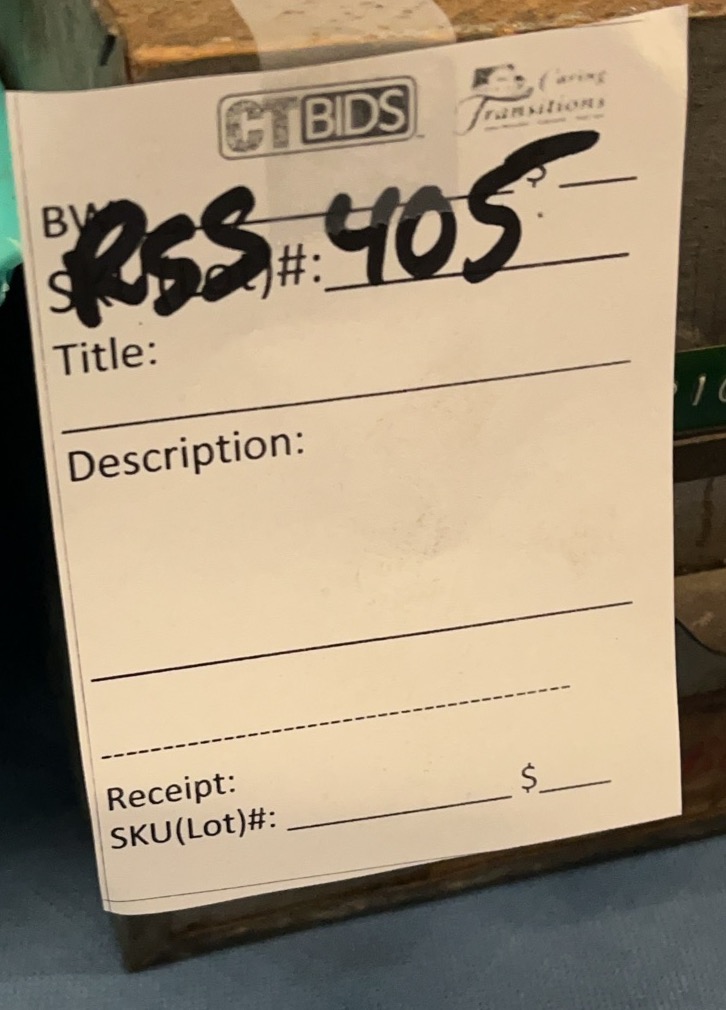 CTBIDS
Caring
Transitions
$
RSS 405
#:
Title:
Description:
Receipt:
$
SKU(Lot)#: